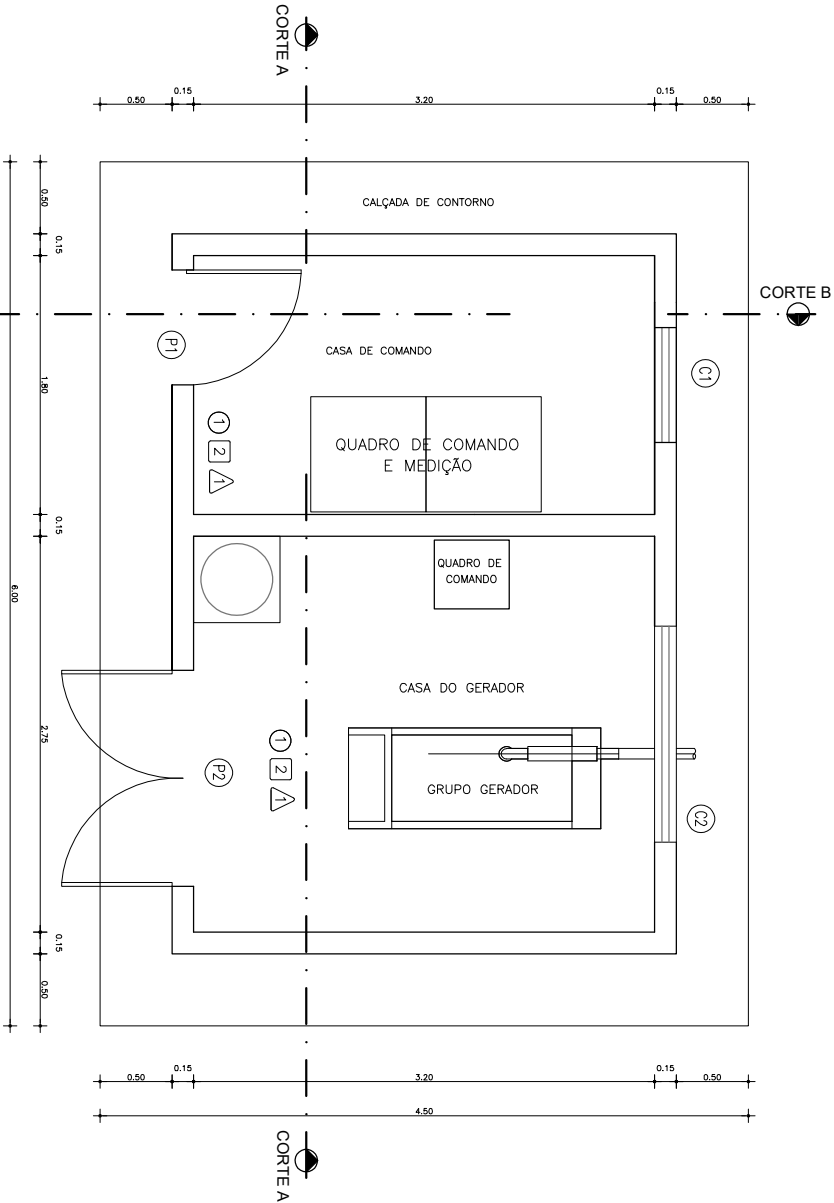 CORTE A
0.50
0.15
3.20
0.15
0.50
CALÇADA DE CONTORNO
CORTE B
0.50
0.15
1.80
0.15
2.75
0.15
0.50
6.00
P1
CASA DE COMANDO
C1
1
2
1
QUADRO DE COMANDO
E MEDIÇÃO
QUADRO DE
COMANDO
CASA DO GERADOR
1
2
1
P2
GRUPO GERADOR
C2
0.50
0.15
3.20
0.15
0.50
4.50
CORTE A